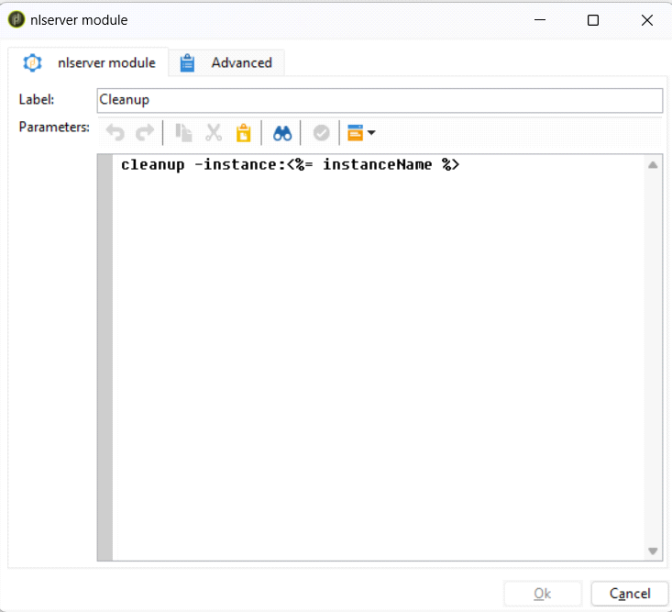 nlserver module
nlserver module Advanced
Label: Cleanup
Parameters:
cleanup -instance:<%= instanceName %>
Ok Cancel